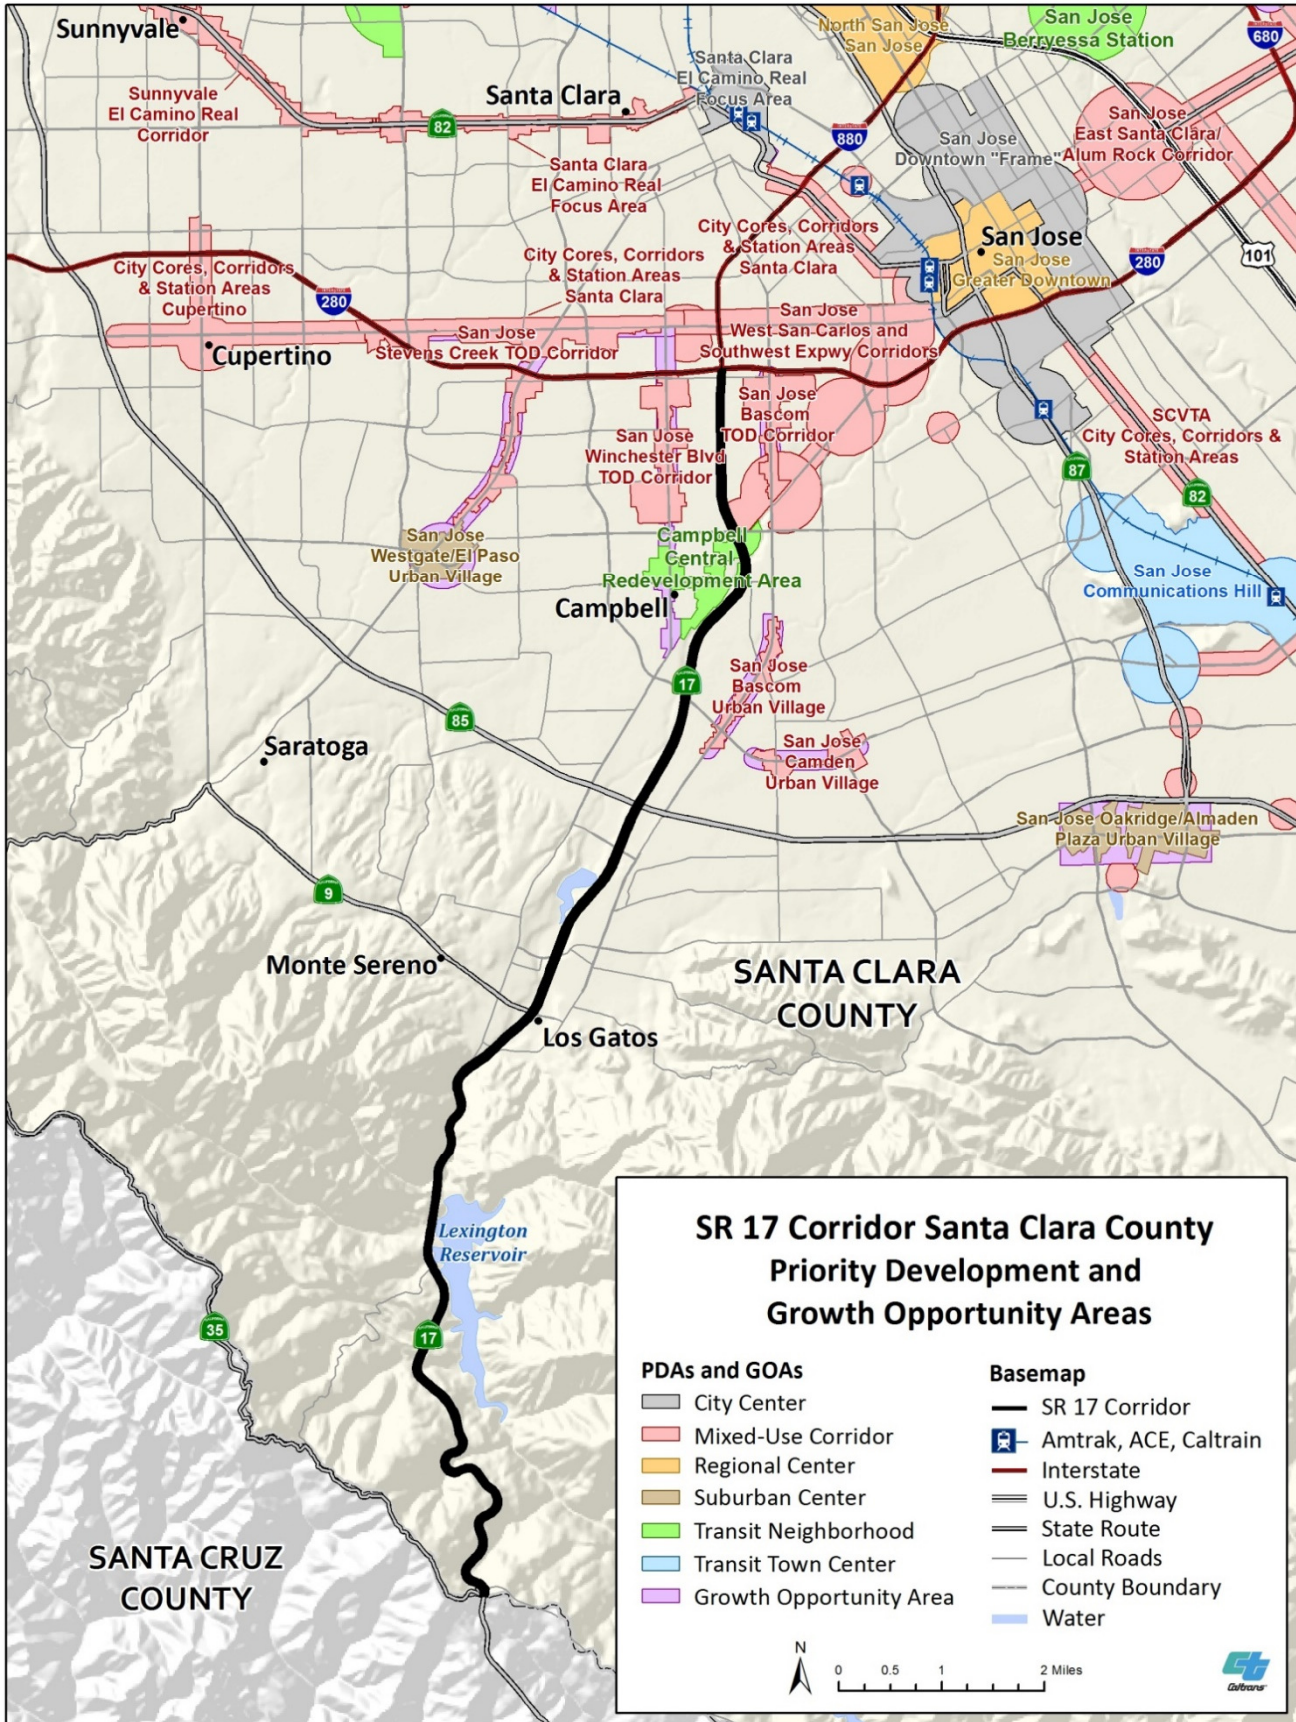 Sunnyvale
Sunnyvale
El Camino Real
Corridor
82
Santa Clara
Santa Clara
El Camino Real
Focus Area
Santa Clara
El Camino Real
Focus Area
North San Jose
San Jose
San Jose
Berryessa Station
680
880
San Jose
Downtown "Frame"
San Jose
East Santa Clara/
Alum Rock Corridor
City Cores, Corridors
& Station Areas
Santa Clara
San Jose
San Jose
Greater Downtown
280
101
City Cores, Corridors
& Station Areas
Cupertino
280
City Cores, Corridors
& Station Areas
Santa Clara
Cupertino
San Jose
Stevens Creek TOD Corridor
San Jose
West San Carlos and
Southwest Expwy Corridors
San Jose
Bascom
TOD Corridor
San Jose
Winchester Blvd
TOD Corridor
SCVTA
City Cores, Corridors &
Station Areas
87
82
San Jose
Westgate/El Paso
Urban Village
Campbell
Central
Redevelopment Area
Campbell
San Jose
Communications Hill
17
San Jose
Bascom
Urban Village
85
Saratoga
San Jose
Camden
Urban Village
San Jose Oakridge/Almaden
Plaza Urban Village
9
Monte Sereno
SANTA CLARA
COUNTY
Los Gatos
Lexington
Reservoir
35
17
SANTA CRUZ
COUNTY
SR 17 Corridor Santa Clara County
Priority Development and
Growth Opportunity Areas
PDAs and GOAs
City Center
Mixed-Use Corridor
Regional Center
Suburban Center
Transit Neighborhood
Transit Town Center
Growth Opportunity Area
Basemap
SR 17 Corridor
Amtrak, ACE, Caltrain
Interstate
U.S. Highway
State Route
Local Roads
County Boundary
Water
N
0 0.5 1 2 Miles
Caltrans